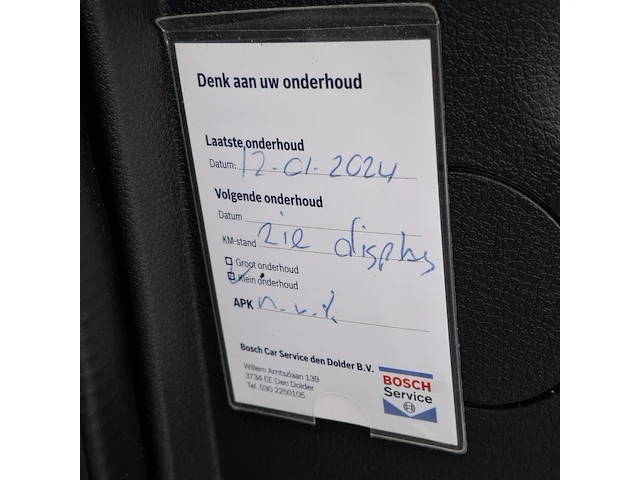 Denk aan uw onderhoud
Laatste onderhoud
Datum: 12-01-2024
Volgende onderhoud
Datum
KM-stand zie display
Groot onderhoud
Klein onderhoud
APK n.v.t.
Bosch Car Service den Dolder B.V.
Willem Arntszlaan 139
3734 EE Den Dolder
Tel. 030 2250105
BOSCH
Service